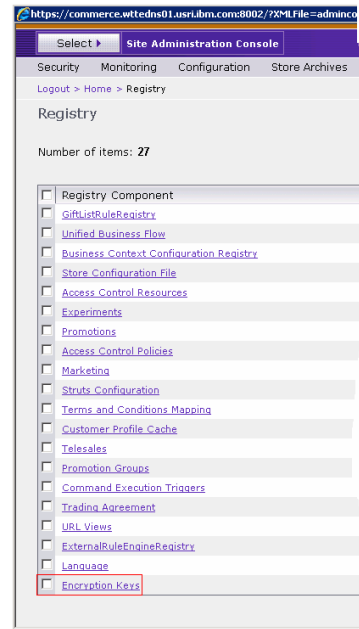 https://commerce.wttedns01.usri.ibm.com:8002/?XMLFile=adminco
Select Site Administration Console
Security Monitoring Configuration Store Archives
Logout > Home > Registry
Registry
Number of items: 27
Registry Component
GiftListRuleRegistry
Unified Business Flow
Business Context Configuration Registry
Store Configuration File
Access Control Resources
Experiments
Promotions
Access Control Policies
Marketing
Struts Configuration
Terms and Conditions Mapping
Customer Profile Cache
Telesales
Promotion Groups
Command Execution Triggers
Trading Agreement
URL Views
ExternalRuleEngineRegistry
Language
Encryption Keys